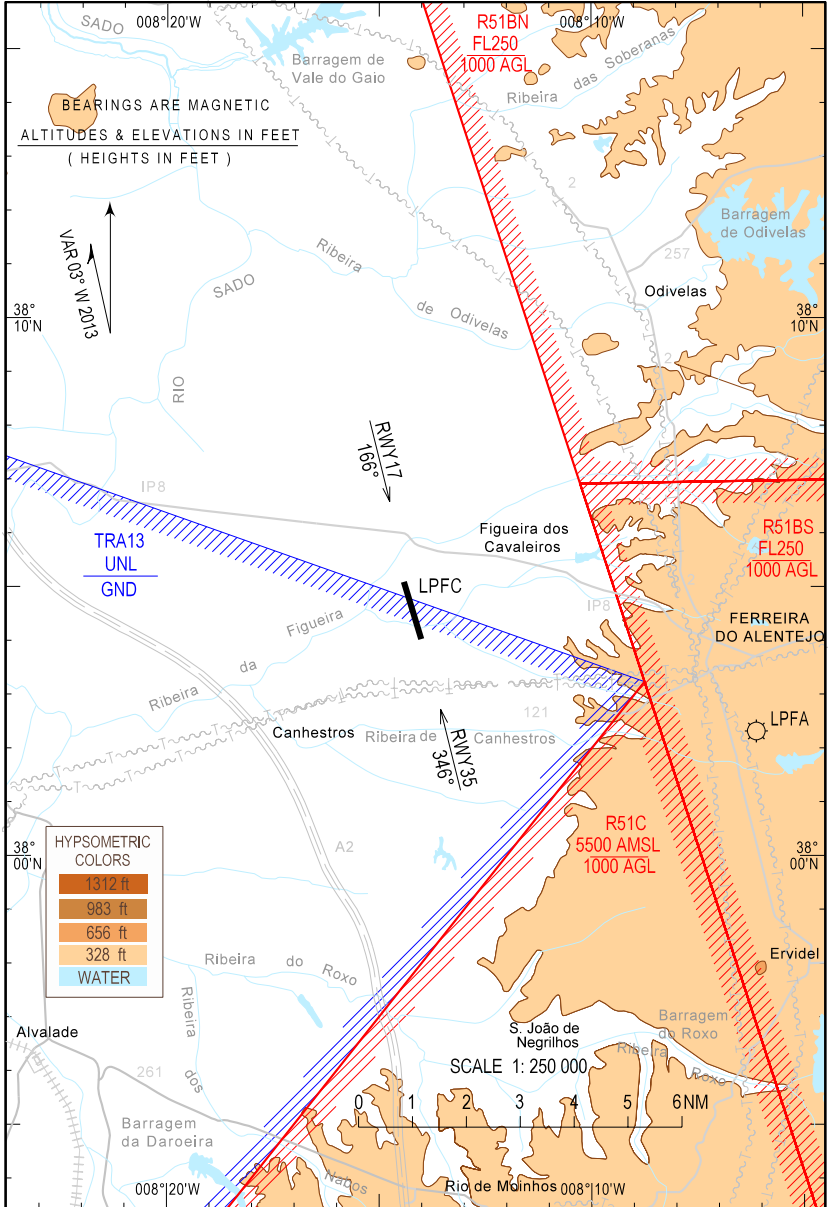 008° 20'W
008° 10'W
SADO
R51BN
FL250
1000 AGL
Barragem de
Vale do Gaio
Ribeira das Soberanas
BEARINGS ARE MAGNETIC
ALTITUDES & ELEVATIONS IN FEET
( HEIGHTS IN FEET )
2
VAR 03° W 2013
Barragem
de Odivelas
257
Ribeira
de Odivelas
SADO
RIO
Odivelas
38°
10'N
38°
10'N
2
RWY17
166°
IP8
Figueira dos
Cavaleiros
TRA13
UNL
GND
R51BS
FL250
1000 AGL
LPFC
IP8
FERREIRA
DO ALENTEJO
Ribeira da Figueira
121
LPFA
Canhestros
Ribeira de Canhestros
RWY35
346°
R51C
5500 AMSL
1000 AGL
A2
38°
00'N
38°
00'N
HYPSOMETRIC
COLORS
1312 ft
983 ft
656 ft
328 ft
WATER
Ervidel
Ribeira do Roxo
Ribeira dos
Nabos
Alvalade
261
Barragem
da Daroeira
S. João de
Negrilhos
Barragem
do Roxo
Ribeira
Roxo
SCALE 1: 250 000
0 1 2 3 4 5 6 NM
Rio de Moinhos
008° 20'W
008° 10'W